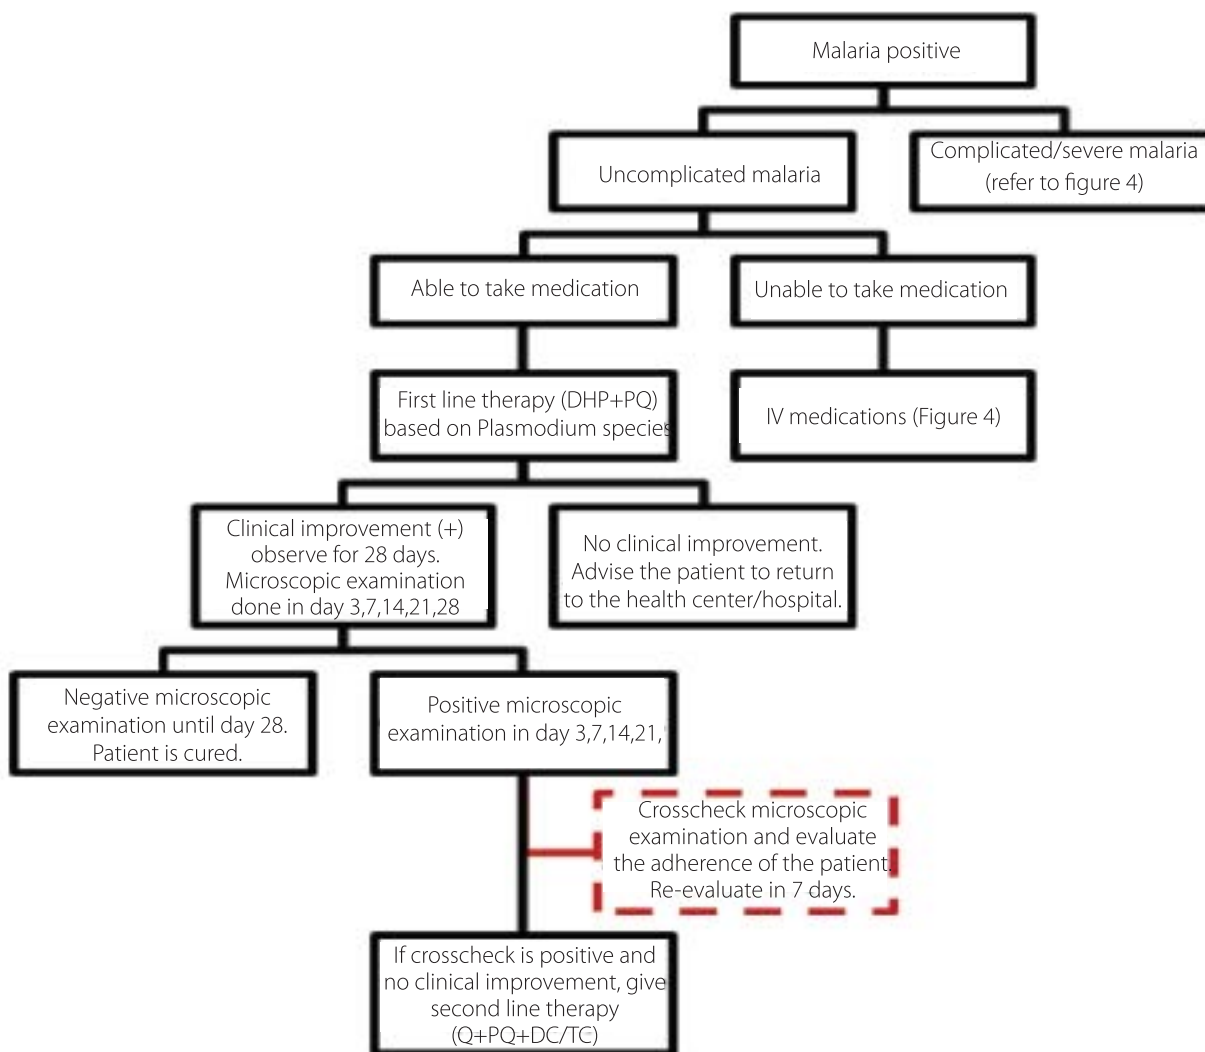 Malaria positive
Uncomplicated malaria
Complicated/severe malaria
(refer to figure 4)
Able to take medication
Unable to take medication
First line therapy (DHP+PQ)
based on Plasmodium species
IV medications (Figure 4)
Clinical improvement (+)
observe for 28 days.
Microscopic examination
done in day 3,7,14,21,28
No clinical improvement.
Advise the patient to return
to the health center/hospital.
Negative microscopic
examination until day 28.
Patient is cured.
Positive microscopic
examination in day 3,7,14,21,
Crosscheck microscopic
examination and evaluate
the adherence of the patient.
Re-evaluate in 7 days.
If crosscheck is positive and
no clinical improvement, give
second line therapy
(Q+PQ+DC/TC)